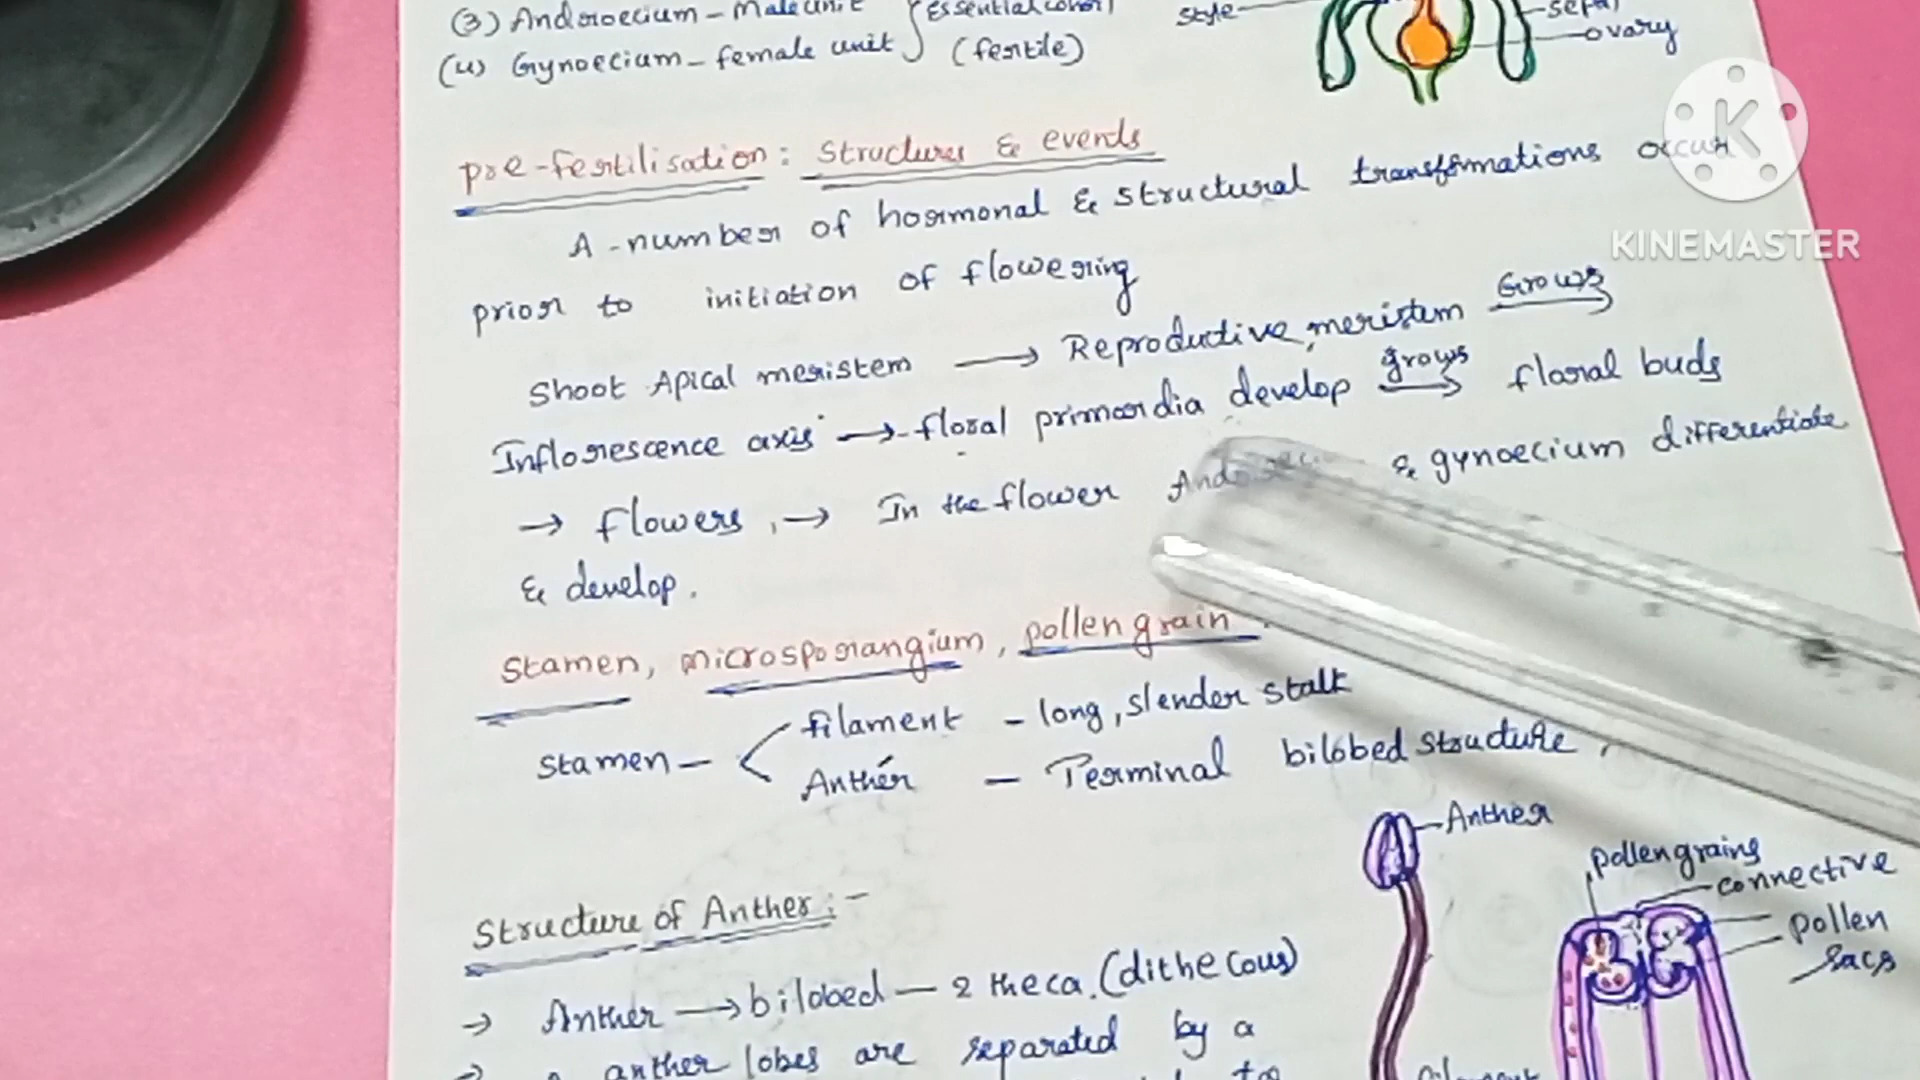 (3) Androecium - Male unit } Essential
(4) Gynoecium - female unit (fertile)
style
sepal
ovary
K
KINEMASTER
pre-fertilisation: Structures & events
A-number of hormonal & structural transformations occur
prior to initiation of flowering
Shoot Apical meristem → Reproductive meristem Grows →
Inflorescence axis → floral primordia develop grows → floral buds
→ flowers, → In the flower & gynoecium differentiate
& develop.
Stamen, microsporangium, pollen grain
Stamen - < filament - long, slender stalk
Anther - Terminal bilobed structure
Anther
pollen grains
connective
pollen
sacs
Structure of Anther:-
→ Anther → bilobed - 2 theca (dithecous)
→ anther lobes are separated by a